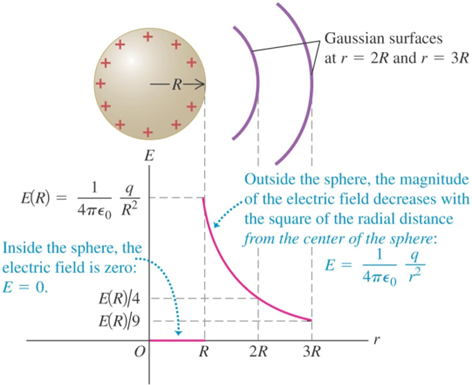 + + + + + + + + + + + +
R
Gaussian surfaces
at r = 2R and r = 3R
E
E(R) = 1/4πϵ₀ q/R²
Outside the sphere, the magnitude
of the electric field decreases with
the square of the radial distance
from the center of the sphere:
E = 1/4πϵ₀ q/r²
Inside the sphere, the
electric field is zero:
E = 0.
E(R)/4
E(R)/9
O R 2R 3R r